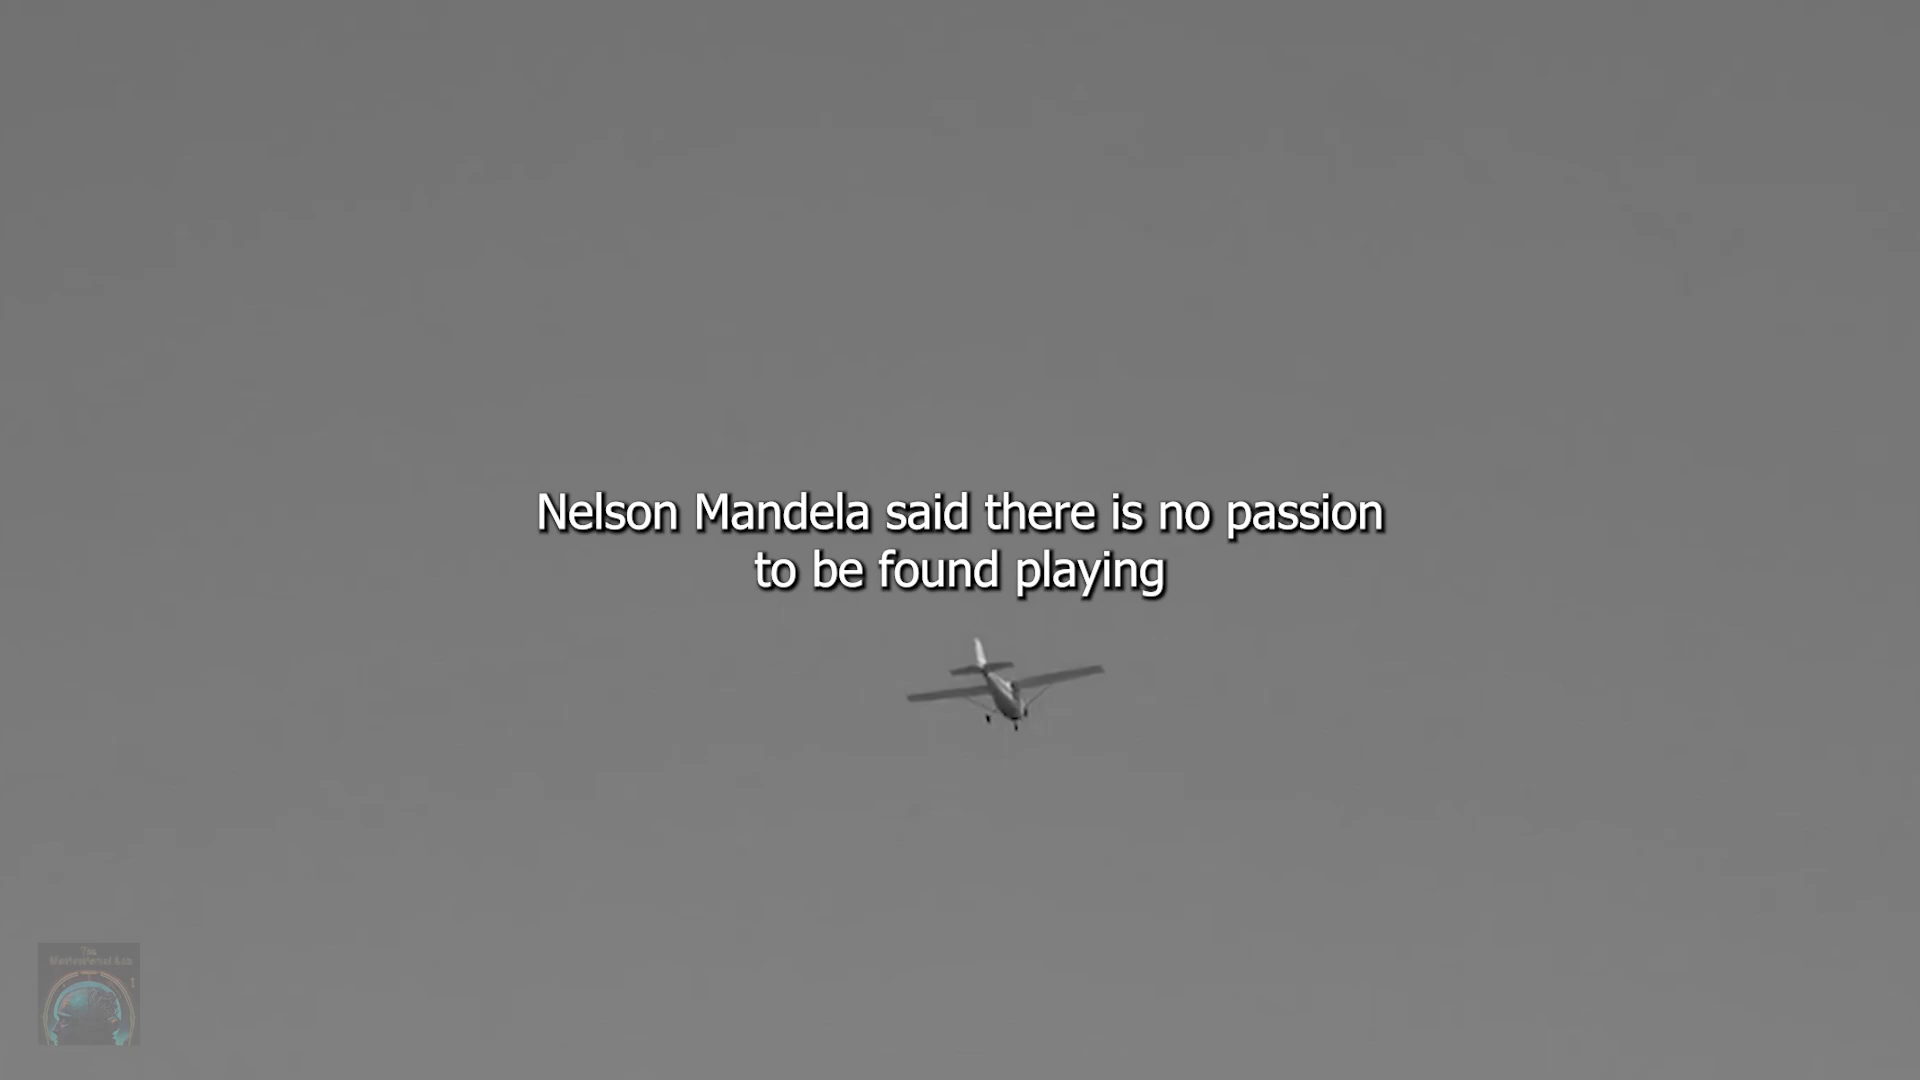 Nelson Mandela said there is no passion
to be found playing